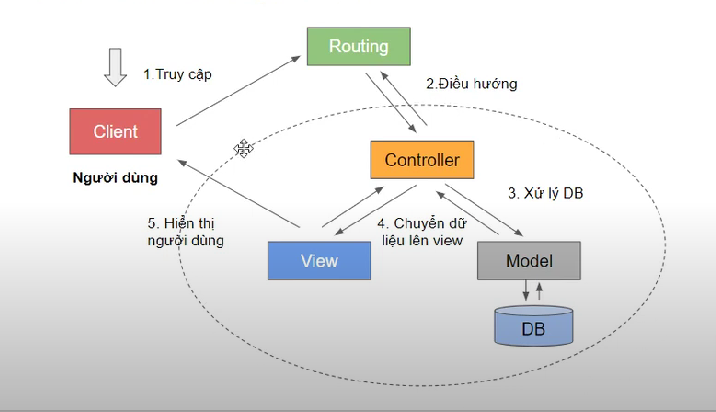 Routing
1.Truy cập
2.Điều hướng
Client
Controller
Người dùng
3. Xử lý DB
5. Hiển thị
người dùng
4. Chuyển dữ
liệu lên view
View
Model
DB